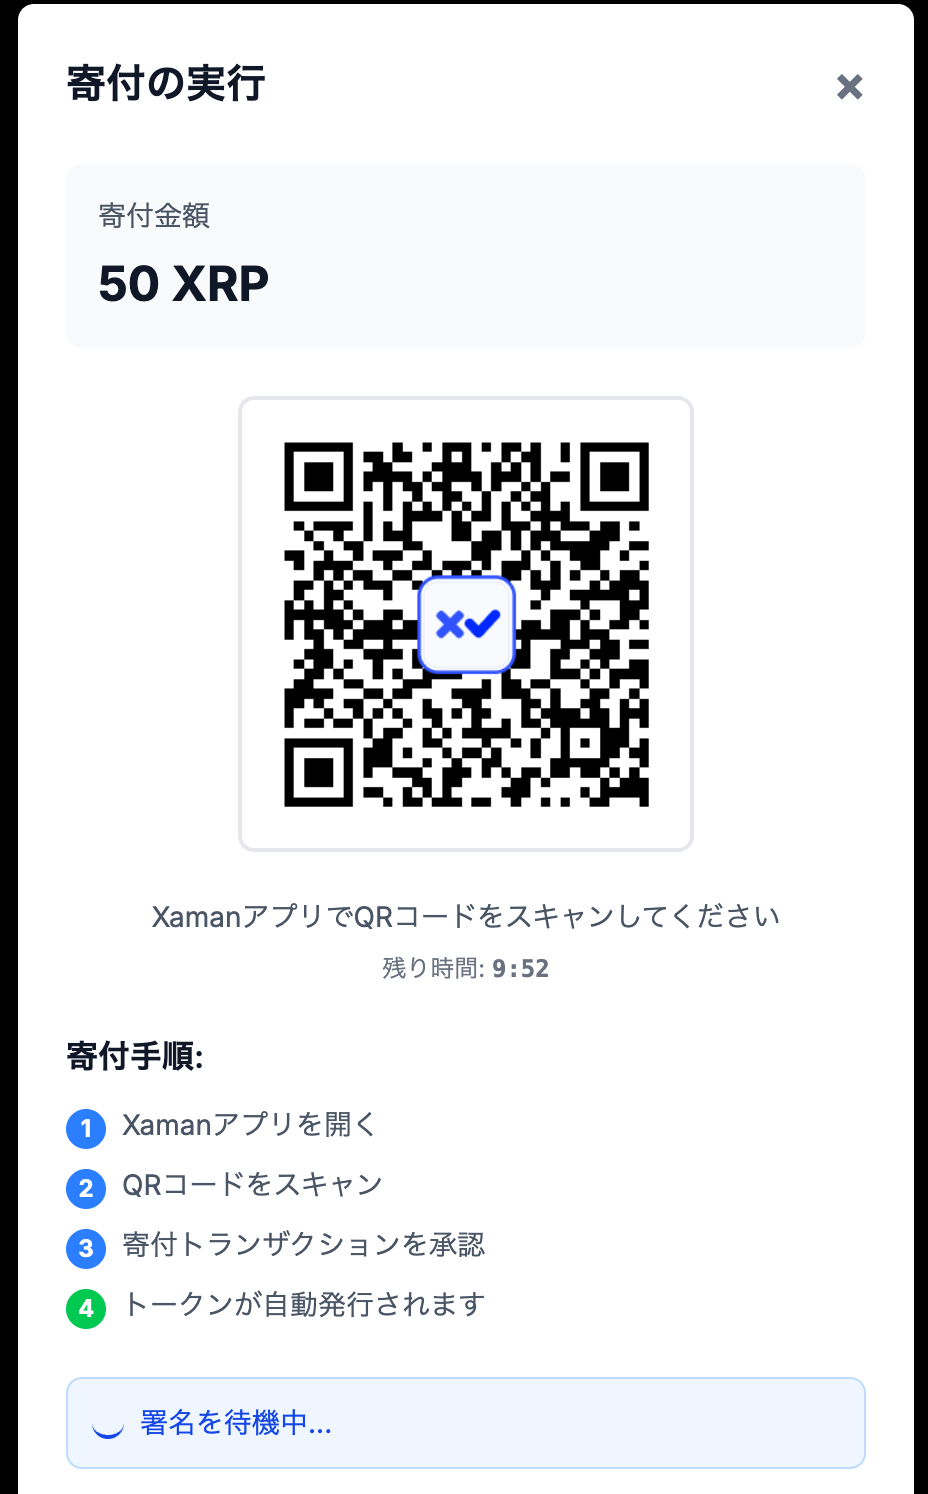 寄付の実行
寄付金額
50 XRP
XamanアプリでQRコードをスキャンしてください
残り時間: 9:52
寄付手順:
1 Xamanアプリを開く
2 QRコードをスキャン
3 寄付トランザクションを承認
4 トークンが自動発行されます
署名を待機中...